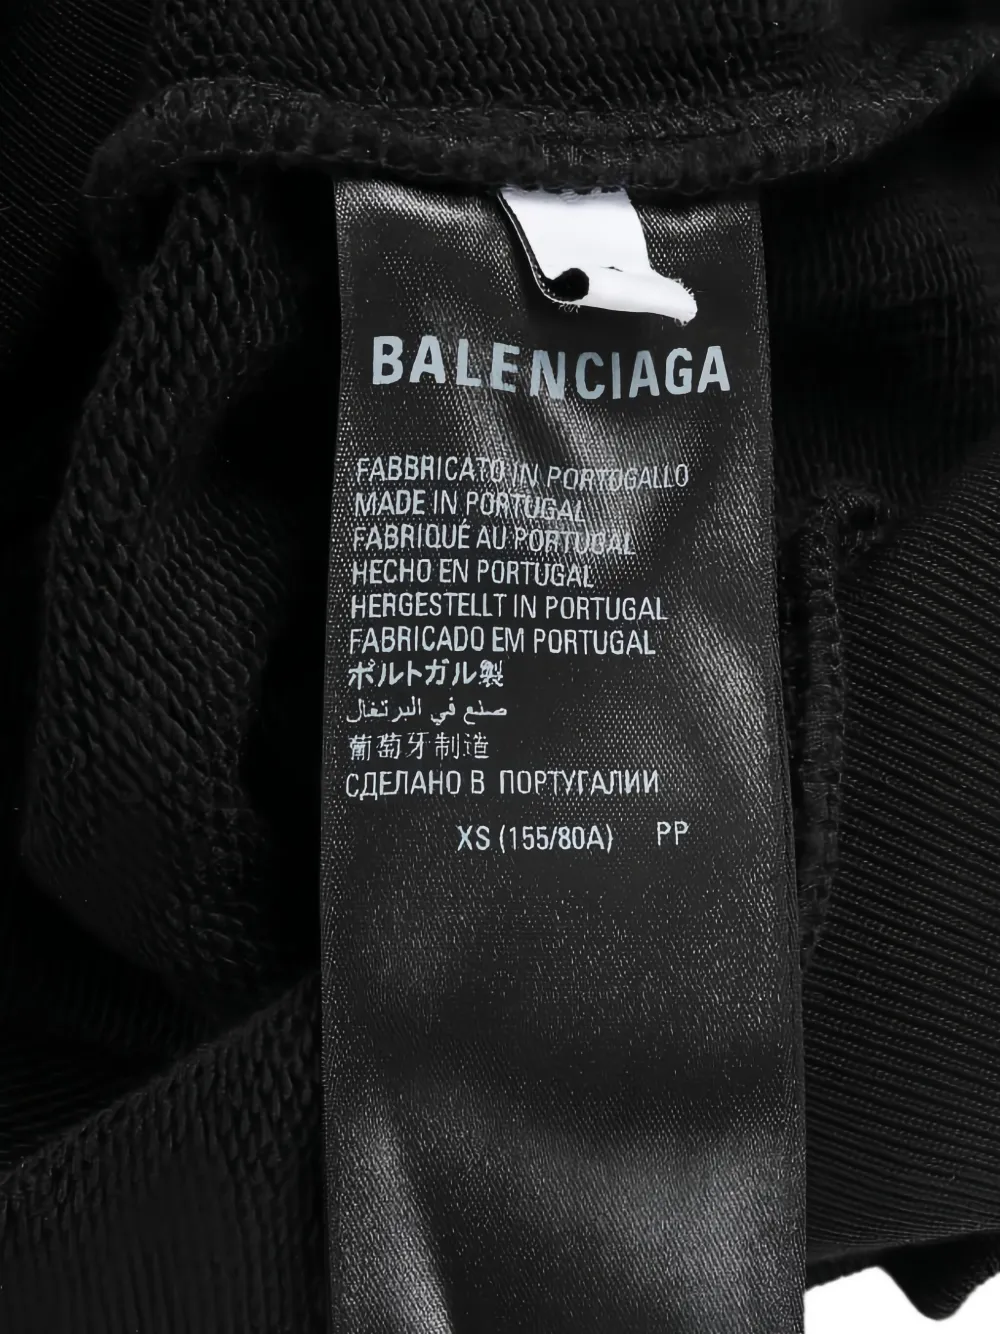 BALENCIAGA
FABBRICATO IN PORTOGALLO
MADE IN PORTUGAL
FABRIQUÉ AU PORTUGAL
HECHO EN PORTUGAL
HERGESTELLT IN PORTUGAL
FABRICADO EM PORTUGAL
ポルトガル製
صنع في البرتغال
葡萄牙制造
СДЕЛАНО В ПОРТУГАЛИИ
XS (155/80A) PP